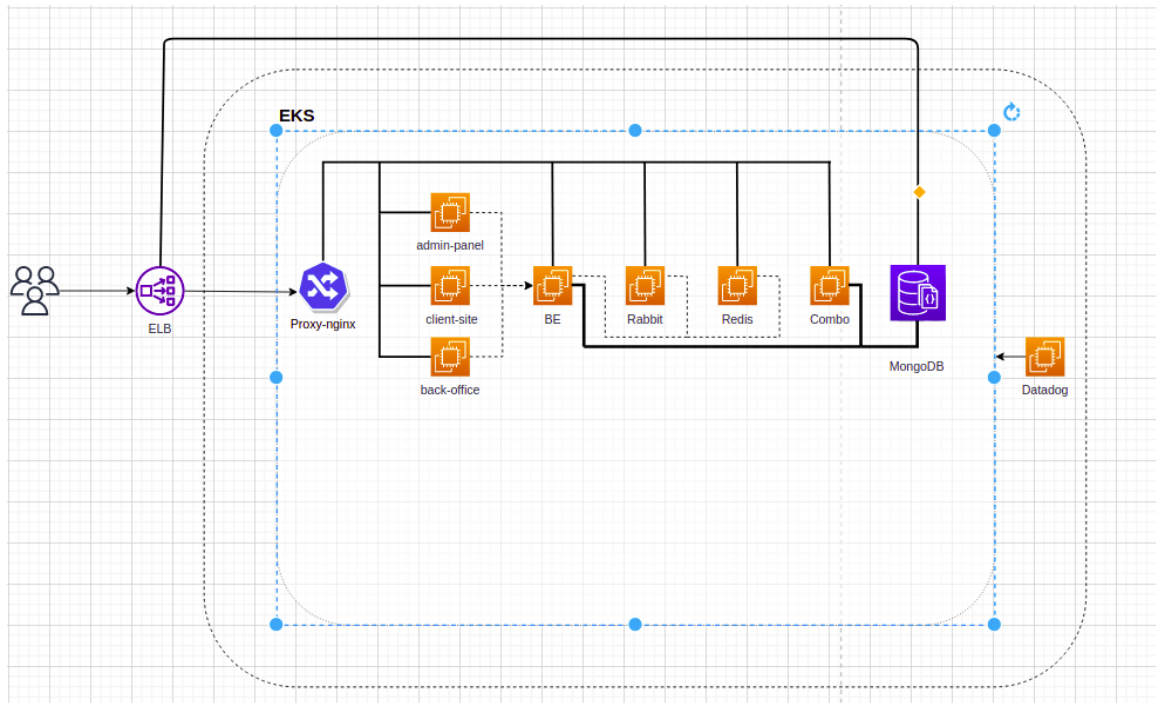 EKS
admin-panel
ELB
Proxy-nginx
client-site
BE
Rabbit
Redis
Combo
MongoDB
back-office
Datadog